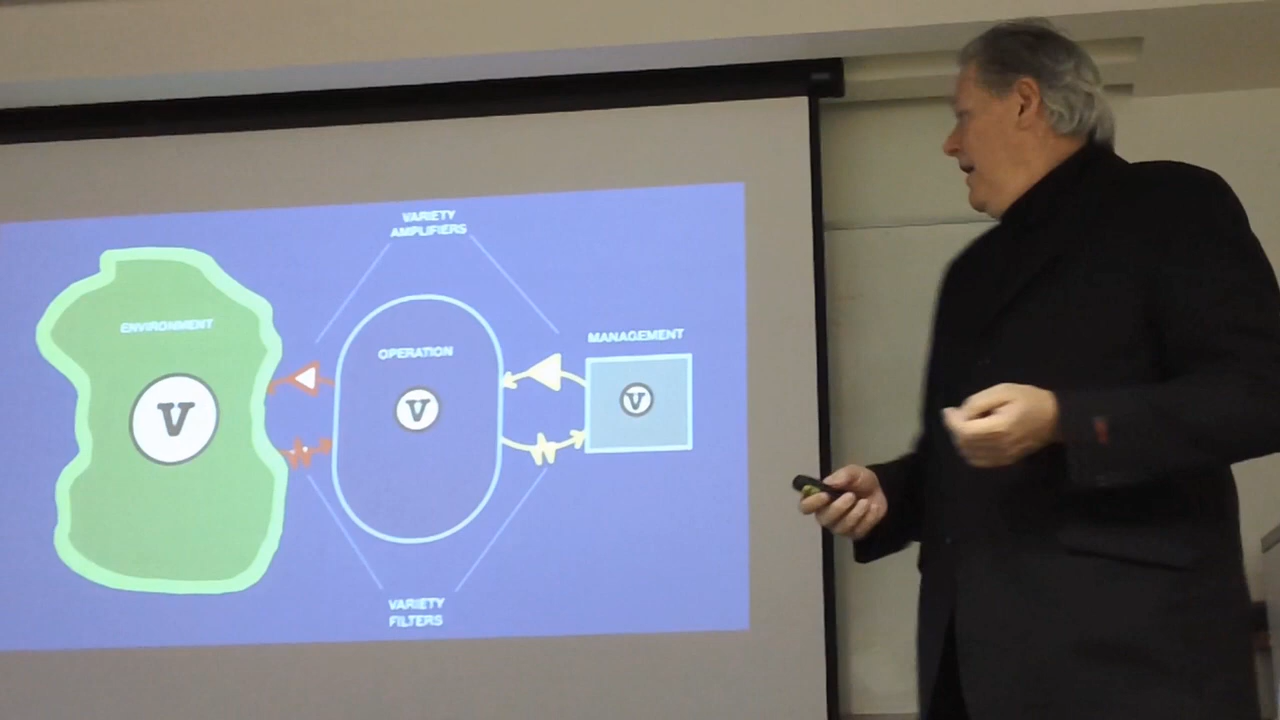 VARIETY
AMPLIFIERS
ENVIRONMENT
V
OPERATION
V
MANAGEMENT
V
VARIETY
FILTERS